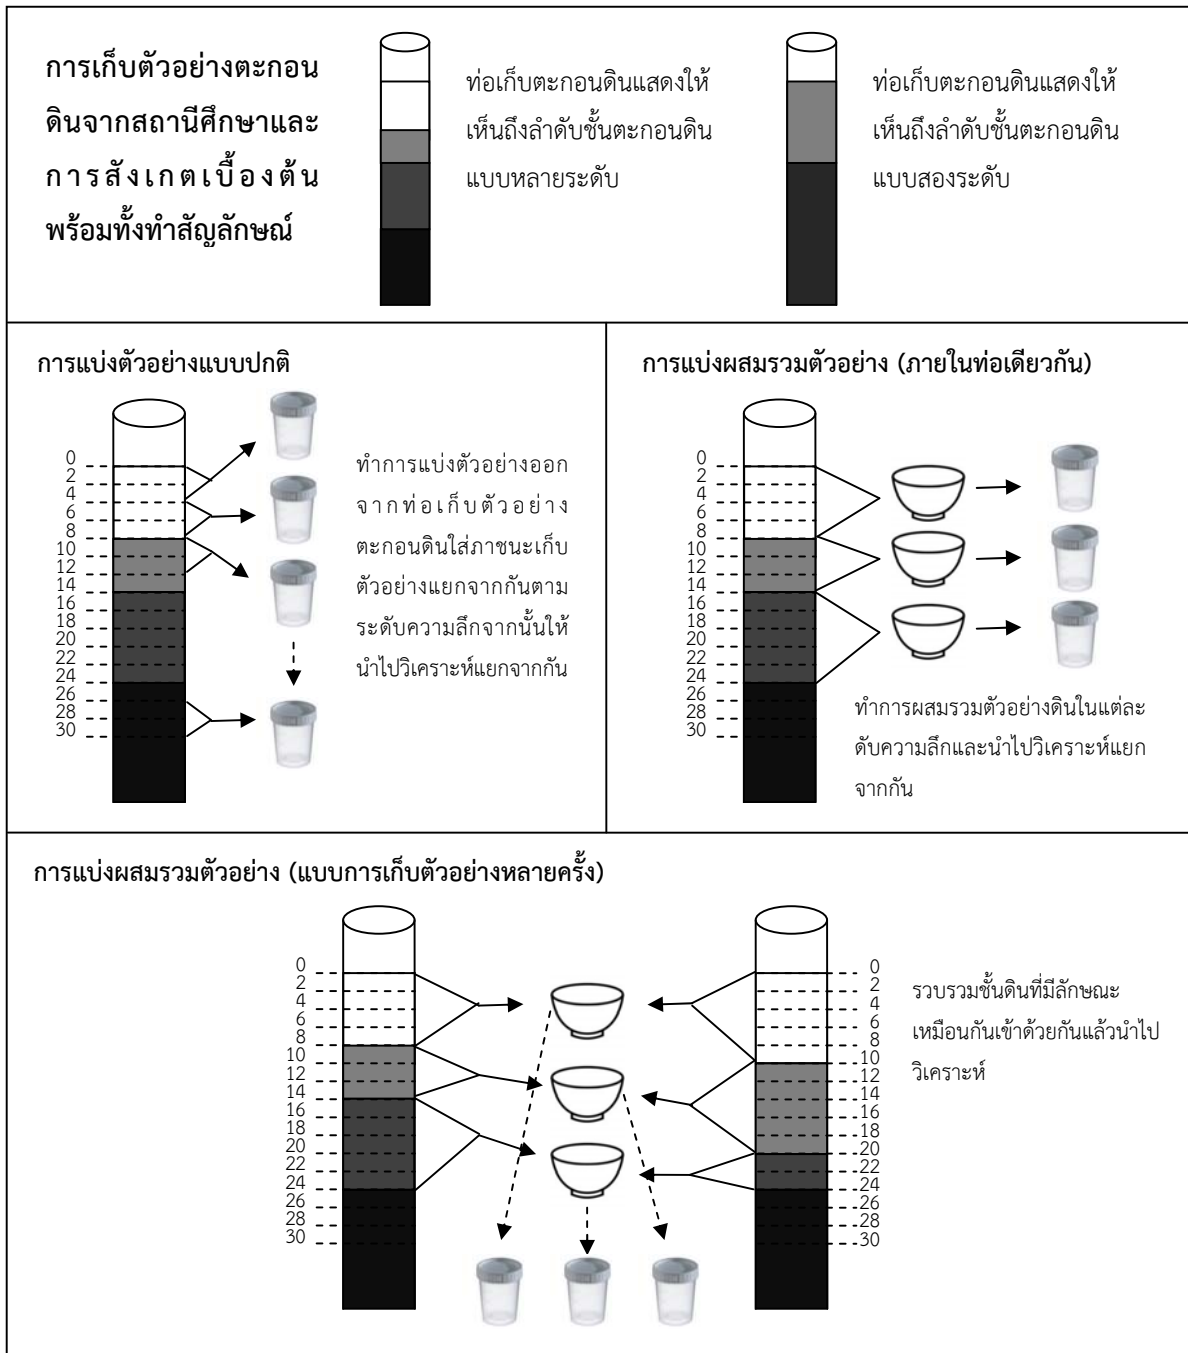 การเก็บตัวอย่างตะกอน
ดินจากสถานีศึกษาและ
การสังเกตเบื้องต้น
พร้อมทั้งทำสัญลักษณ์
ท่อเก็บตะกอนดินแสดงให้
เห็นถึงลำดับชั้นตะกอนดิน
แบบหลายระดับ
ท่อเก็บตะกอนดินแสดงให้
เห็นถึงลำดับชั้นตะกอนดิน
แบบสองระดับ
การแบ่งตัวอย่างแบบปกติ
0
2
4
6
8
10
12
14
16
18
20
22
24
26
28
30
ทำการแบ่งตัวอย่างออก
จากท่อเก็บตัวอย่าง
ตะกอนดินใส่ภาชนะเก็บ
ตัวอย่างแยกจากกันตาม
ระดับความลึกจากนั้นให้
นำไปวิเคราะห์แยกจากกัน
การแบ่งผสมรวมตัวอย่าง (ภายในท่อเดียวกัน)
0
2
4
6
8
10
12
14
16
18
20
22
24
26
28
30
ทำการผสมรวมตัวอย่างดินในแต่ละ
ดับความลึกและนำไปวิเคราะห์แยก
จากกัน
การแบ่งผสมรวมตัวอย่าง (แบบการเก็บตัวอย่างหลายครั้ง)
0
2
4
6
8
10
12
14
16
18
20
22
24
26
28
30
0
2
4
6
8
10
12
14
16
18
20
22
24
26
28
30
รวบรวมชั้นดินที่มีลักษณะ
เหมือนกันเข้าด้วยกันแล้วนำไป
วิเคราะห์